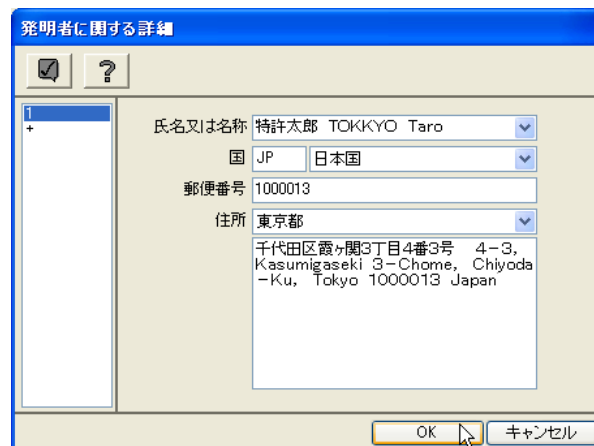 発明者に関する詳細
?
1
+
氏名又は名称 特許太郎 TOKKYO Taro
国 JP 日本国
郵便番号 1000013
住所 東京都
千代田区霞ヶ関3丁目4番3号 4-3,
Kasumigaseki 3-Chome, Chiyoda
-Ku, Tokyo 1000013 Japan
OK キャンセル